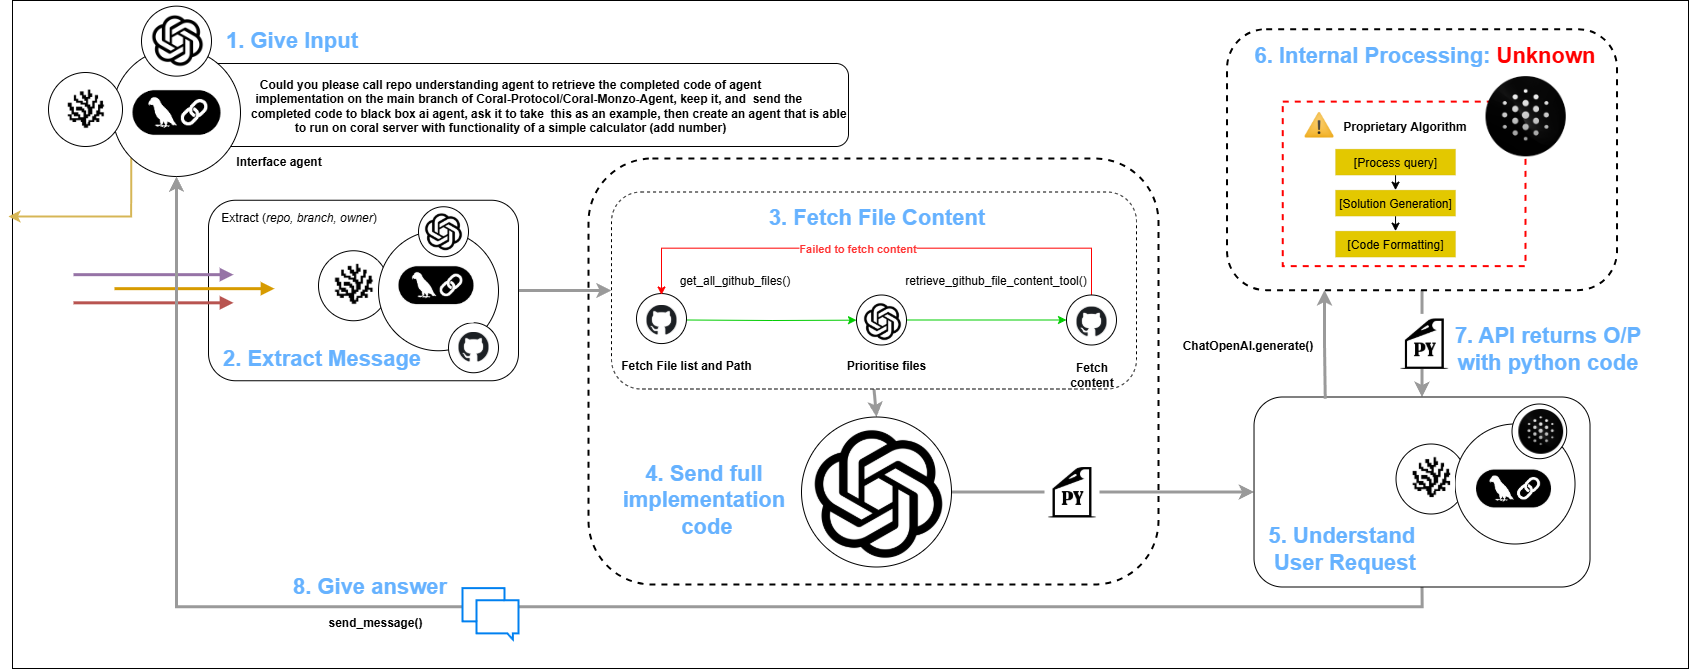 1. Give Input
Could you please call repo understanding agent to retrieve the completed code of agent
implementation on the main branch of Coral-Protocol/Coral-Monzo-Agent, keep it, and send the
completed code to black box ai agent, ask it to take this as an example, then create an agent that is able
to run on coral server with functionality of a simple calculator (add number)
Interface agent
Extract (repo, branch, owner)
2. Extract Message
3. Fetch File Content
Failed to fetch content
get_all_github_files()
retrieve_github_file_content_tool()
Fetch File list and Path
Prioritise files
Fetch
content
4. Send full
implementation
code
PY
5. Understand
User Request
6. Internal Processing: Unknown
Proprietary Algorithm
[Process query]
[Solution Generation]
[Code Formatting]
ChatOpenAI.generate()
PY
7. API returns O/P
with python code
8. Give answer
send_message()